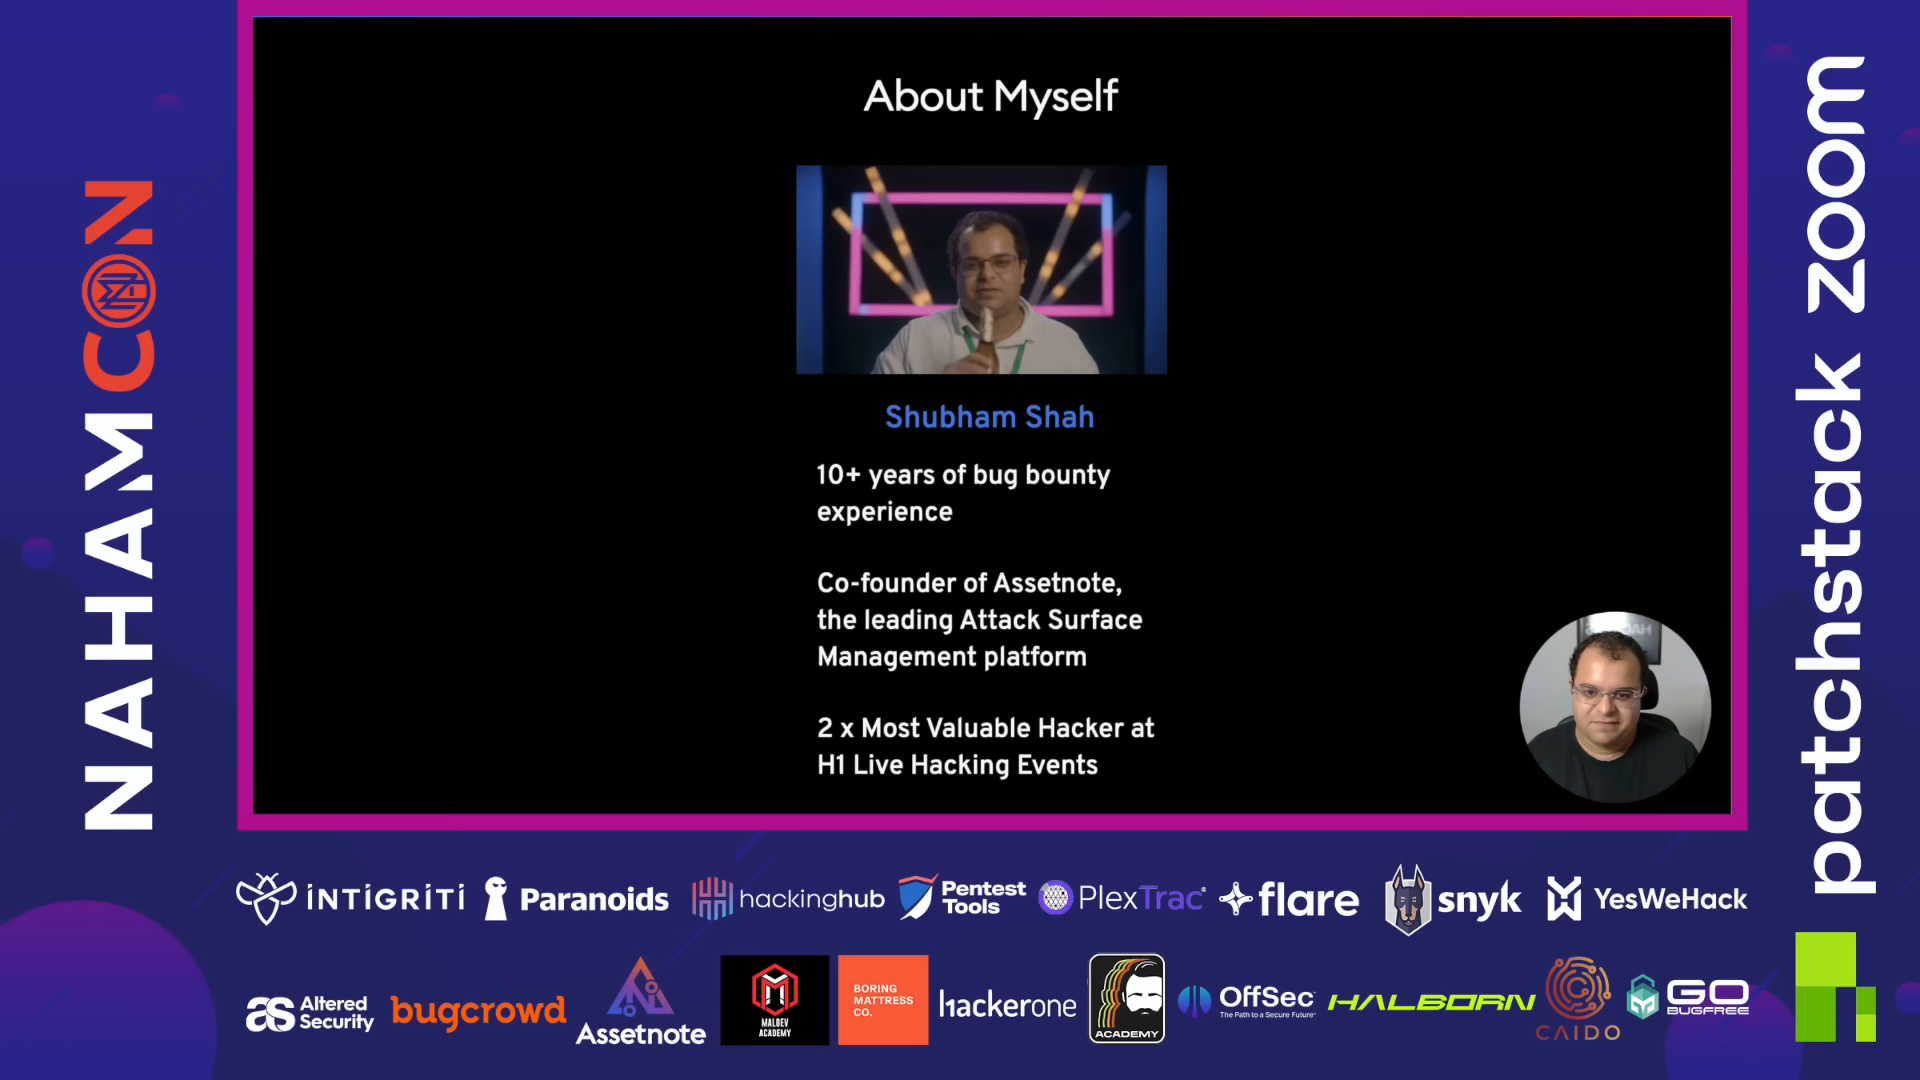 About Myself
Shubham Shah
10+ years of bug bounty
experience
Co-founder of Assetnote,
the leading Attack Surface
Management platform
2 x Most Valuable Hacker at
H1 Live Hacking Events
NAHAMCON
patchstack zoom
INTIGRITI
Paranoids
hackinghub
Pentest
Tools
PlexTrac
flare
snyk
YesWeHack
Altered
Security
bugcrowd
Assetnote
MALDEV
ACADEMY
BORING
MATTRESS
CO.
hackerone
ACADEMY
OffSec
The Path to a Secure Future
HALBORN
CAIDO
GO
BUGFREE